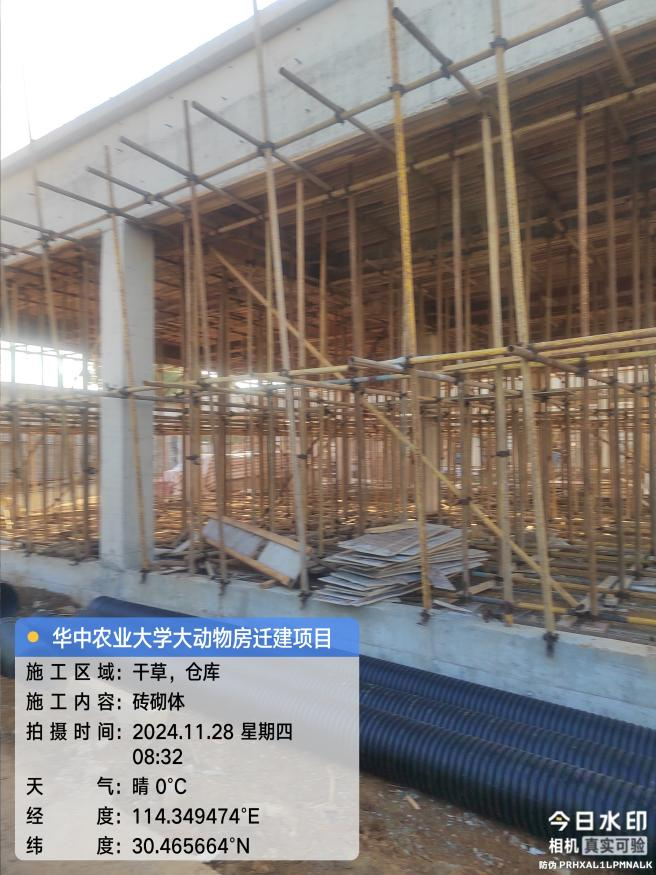 华中农业大学大动物房迁建项目
施工区域：干草，仓库
施工内容：砖砌体
拍摄时间：2024.11.28 星期四
08:32
天气：晴 0°C
经度：114.349474°E
纬度：30.465664°N
今日水印
相机 真实可验
防伪 PRHXAL1LPMNALK